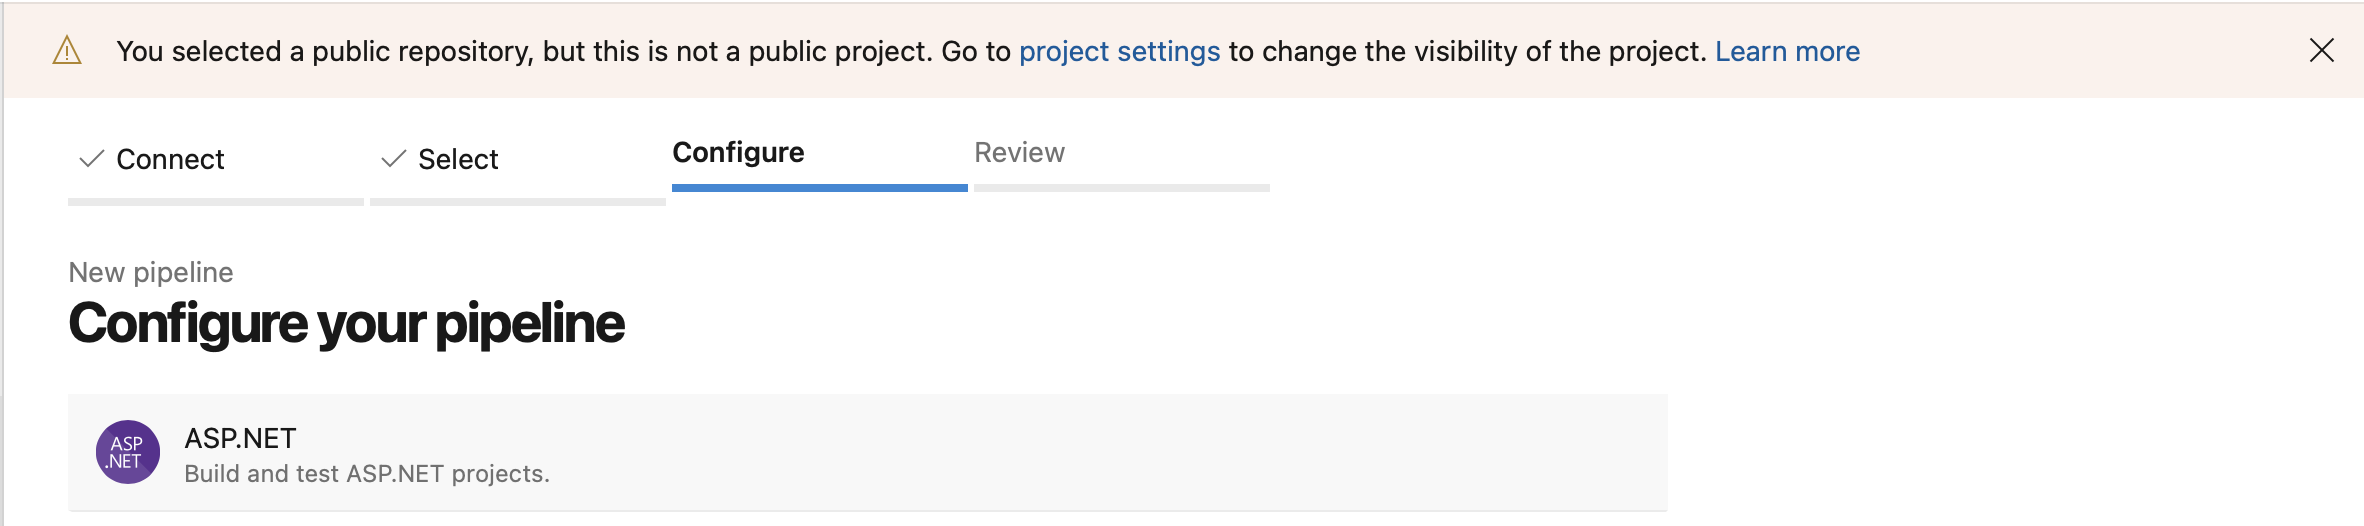 You selected a public repository, but this is not a public project. Go to project settings to change the visibility of the project. Learn more
Connect
Select
Configure
Review
New pipeline
Configure your pipeline
ASP
.NET
ASP.NET
Build and test ASP.NET projects.